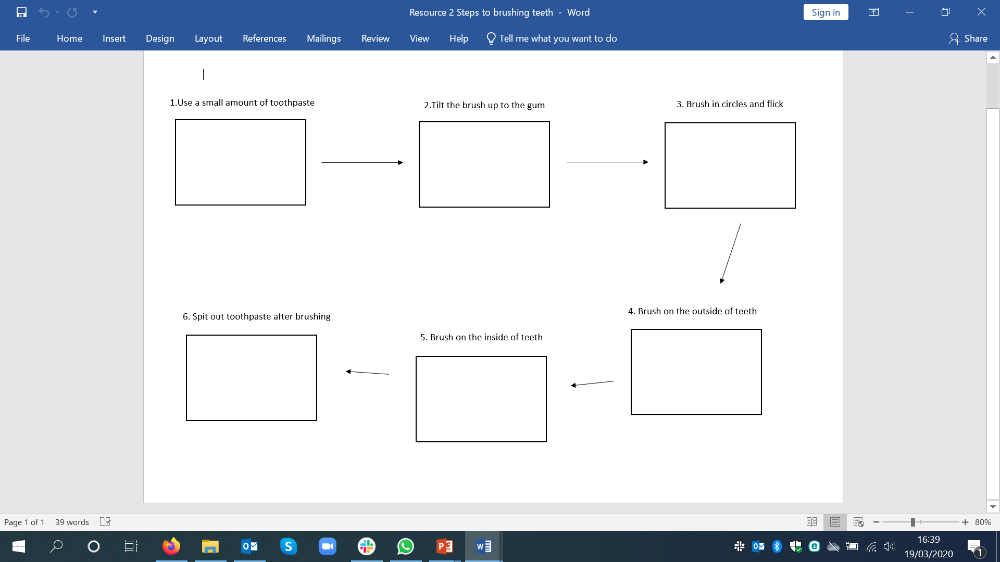 Resource 2 Steps to brushing teeth - Word
Sign in
File Home Insert Design Layout References Mailings Review View Help Tell me what you want to do Share
1.Use a small amount of toothpaste
2.Tilt the brush up to the gum
3. Brush in circles and flick
4. Brush on the outside of teeth
5. Brush on the inside of teeth
6. Spit out toothpaste after brushing
Page 1 of 1 39 words 80%
16:39
19/03/2020
1